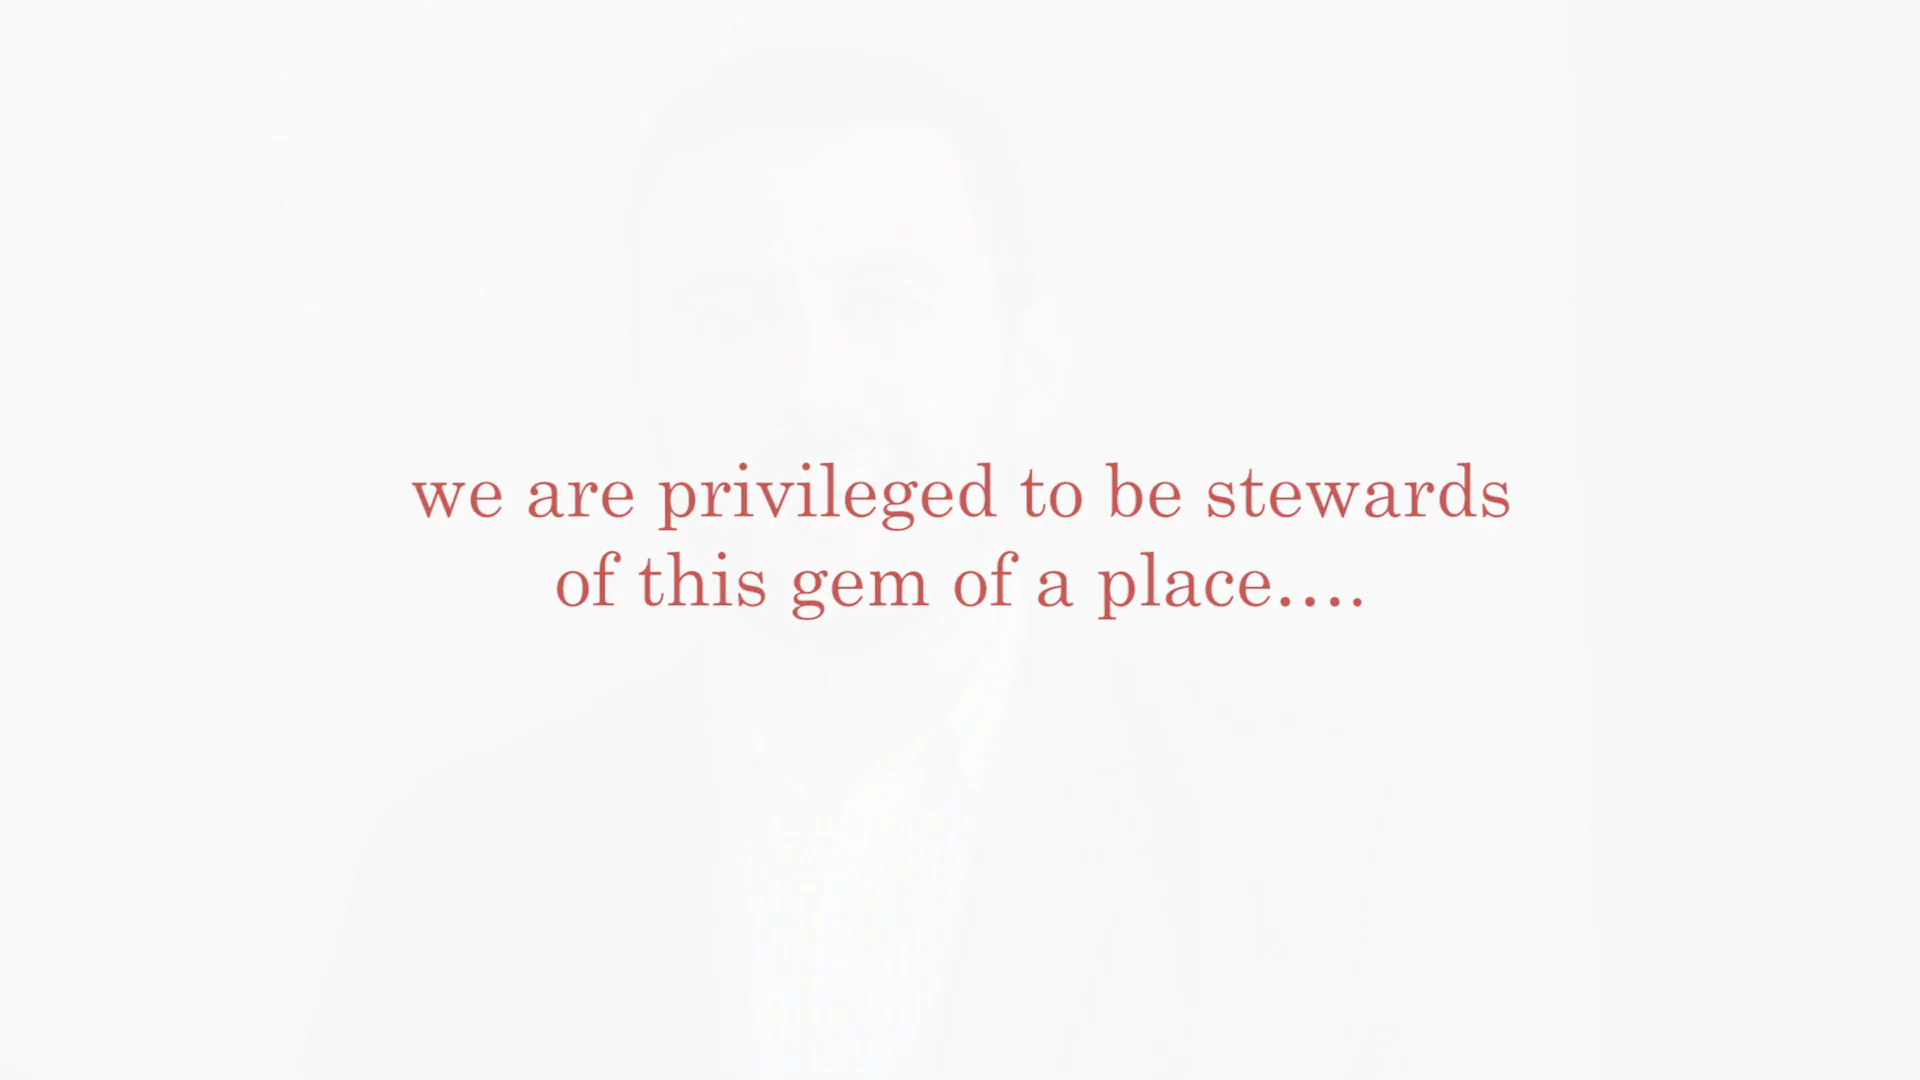 we are privileged to be stewards
of this gem of a place....